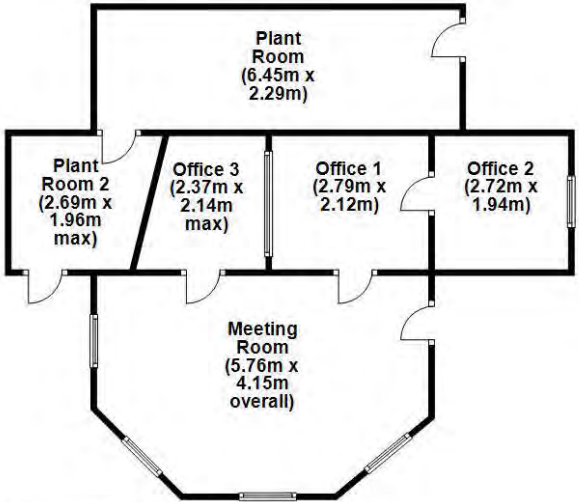 Plant
Room
(6.45m x
2.29m)
Plant
Room 2
(2.69m x
1.96m
max)
Office 3
(2.37m x
2.14m
max)
Office 1
(2.79m x
2.12m)
Office 2
(2.72m x
1.94m)
Meeting
Room
(5.76m x
4.15m
overall)